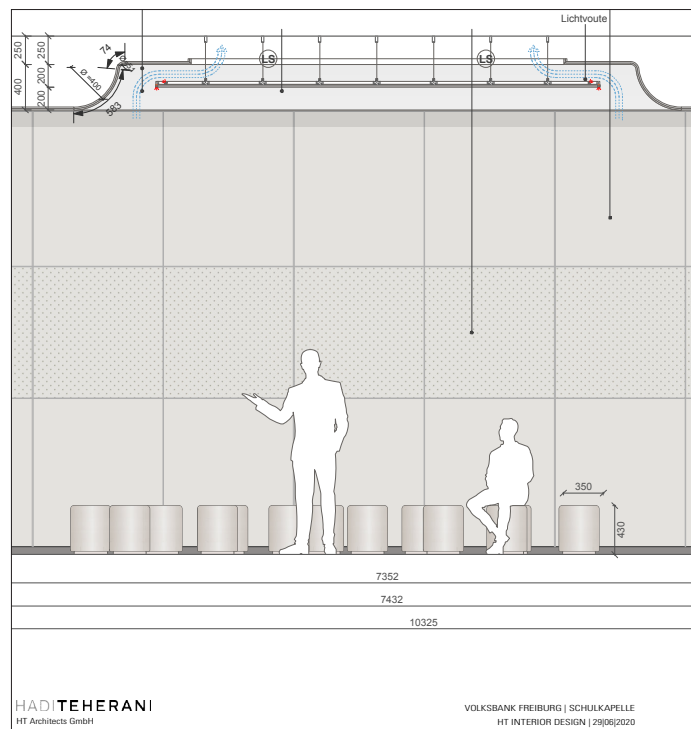 Lichtvoute
250
250
74
LS
LS
400
200
200
Ø =400
583
350
430
7352
7432
10325
HADITEHERANI
HT Architects GmbH
VOLKSBANK FREIBURG | SCHULKAPELLE
HT INTERIOR DESIGN | 29|06|2020